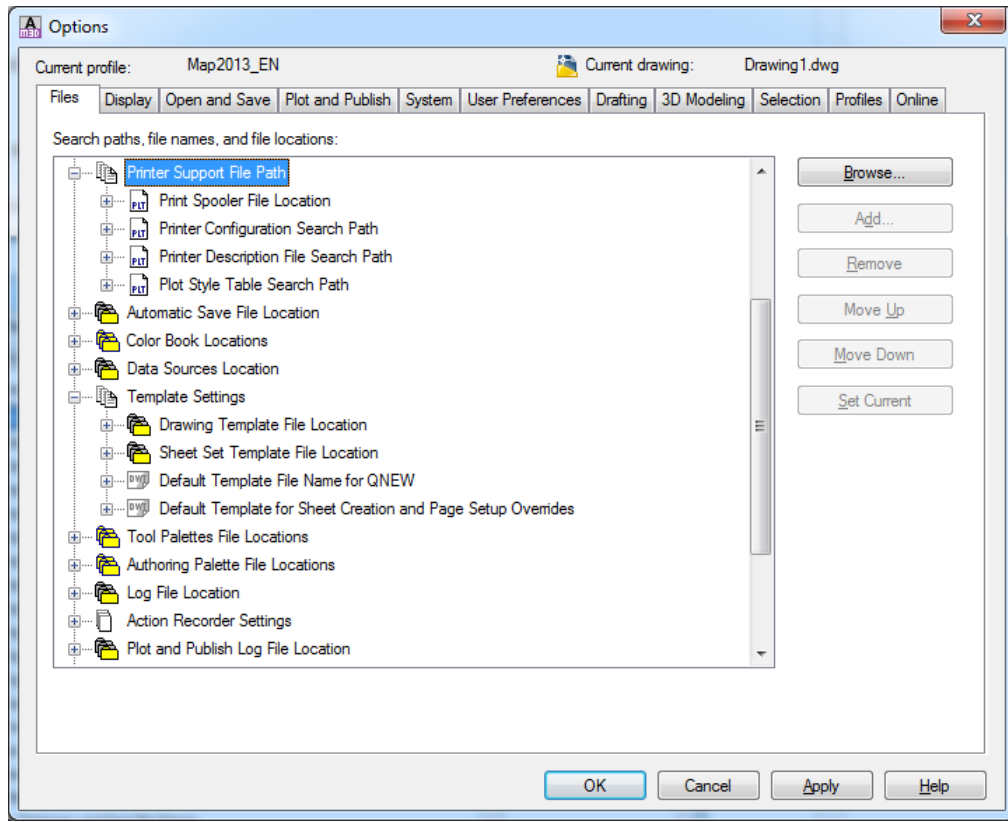 Options
Current profile: Map2013_EN Current drawing: Drawing1.dwg
Files Display Open and Save Plot and Publish System User Preferences Drafting 3D Modeling Selection Profiles Online
Search paths, file names, and file locations:
Printer Support File Path
Browse...
PLT Print Spooler File Location
Add...
PLT Printer Configuration Search Path
PLT Printer Description File Search Path
Remove
PLT Plot Style Table Search Path
Automatic Save File Location
Move Up
Color Book Locations
Data Sources Location
Move Down
Template Settings
Set Current
Drawing Template File Location
Sheet Set Template File Location
DWG Default Template File Name for QNEW
DWG Default Template for Sheet Creation and Page Setup Overrides
Tool Palettes File Locations
Authoring Palette File Locations
Log File Location
Action Recorder Settings
Plot and Publish Log File Location
OK Cancel Apply Help